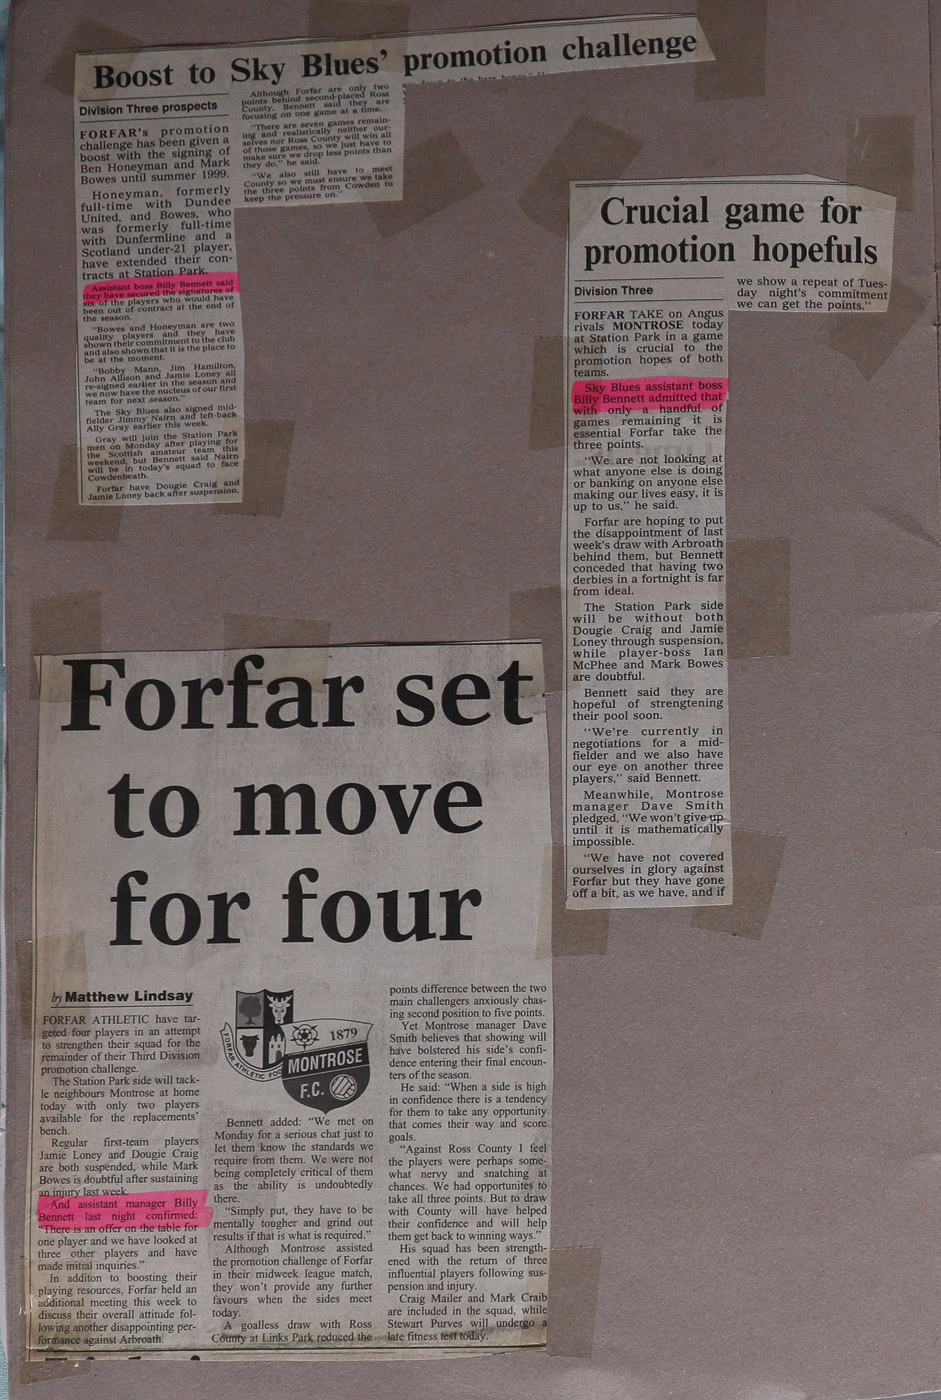 Boost to Sky Blues' promotion challenge
Division Three prospects
FORFAR's promotion
challenge has been given a
boost with the signing of
Ben Honeyman and Mark
Bowes until summer 1999.
Honeyman, formerly
full-time with Dundee
United, and Bowes, who
was formerly full-time
with Dunfermline and a
Scotland under-21 player,
have extended their con-
tracts at Station Park.
Assistant boss Billy Bennett said
they have secured the signatures of
six of the players who would have
been out of contract at the end of
the season.
"Bowes and Honeyman are two
quality players and they have
shown their commitment to the club
and also shown that it is the place to
be at the moment.
"Bobby Mann, Jim Hamilton,
John Allison and Jamie Loney all
re-signed earlier in the season and
we now have the nucleus of our first
team for next season."
The Sky Blues also signed mid-
fielder Jimmy Nairn and left-back
Ally Gray earlier this week.
Gray will join the Station Park
men on Monday after playing for
the Scottish amateur team this
weekend, but Bennett said Nairn
will be in today's squad to face
Cowdenbeath.
Forfar have Dougie Craig and
Jamie Loney back after suspension.
Although Forfar are only two
points behind second-placed Ross
County, Bennett said they are
focusing on one game at a time.
"There are seven games remain-
ing and realistically neither our-
selves nor Ross County will win all
of those games, so we just have to
make sure we drop less points than
they do," he said.
"We also still have to meet
County so we must ensure we take
the three points from Cowden to
keep the pressure on."
Crucial game for
promotion hopefuls
Division Three
FORFAR TAKE on Angus
rivals MONTROSE today
at Station Park in a game
which is crucial to the
promotion hopes of both
teams.
Sky Blues assistant boss
Billy Bennett admitted that
with only a handful of
games remaining it is
essential Forfar take the
three points.
"We are not looking at
what anyone else is doing
or banking on anyone else
making our lives easy, it is
up to us," he said.
Forfar are hoping to put
the disappointment of last
week's draw with Arbroath
behind them, but Bennett
conceded that having two
derbies in a fortnight is far
from ideal.
The Station Park side
will be without both
Dougie Craig and Jamie
Loney through suspension,
while player-boss Ian
McPhee and Mark Bowes
are doubtful.
Bennett said they are
hopeful of strengthening
their pool soon.
"We're currently in
negotiations for a mid-
fielder and we also have
our eye on another three
players," said Bennett.
Meanwhile, Montrose
manager Dave Smith
pledged, "We won't give up
until it is mathematically
impossible.
"We have not covered
ourselves in glory against
Forfar but they have gone
off a bit, as we have, and if
we show a repeat of Tues-
day night's commitment
we can get the points."
Forfar set
to move
for four
by Matthew Lindsay
FORFAR ATHLETIC have tar-
geted four players in an attempt
to strengthen their squad for the
remainder of their Third Division
promotion challenge.
The Station Park side will tack-
le neighbours Montrose at home
today with only two players
available for the replacements'
bench.
Regular first-team players
Jamie Loney and Dougie Craig
are both suspended, while Mark
Bowes is doubtful after sustaining
an injury last week.
And assistant manager Billy
Bennett last night confirmed:
"There is an offer on the table for
one player and we have looked at
three other players and have
made initial inquiries."
In additon to boosting their
playing resources, Forfar held an
additional meeting this week to
discuss their overall attitude fol-
lowing another disappointing per-
formance against Arbroath.
FORFAR ATHLETIC FOO
1879
MONTROSE
F.C.
Bennett added: "We met on
Monday for a serious chat just to
let them know the standards we
require from them. We were not
being completely critical of them
as the ability is undoubtedly
there.
"Simply put, they have to be
mentally tougher and grind out
results if that is what is required."
Although Montrose assisted
the promotion challenge of Forfar
in their midweek league match,
they won't provide any further
favours when the sides meet
today.
A goalless draw with Ross
County at Links Park reduced the
points difference between the two
main challengers anxiously chas-
ing second position to five points.
Yet Montrose manager Dave
Smith believes that showing will
have bolstered his side's confi-
dence entering their final encoun-
ters of the season.
He said: "When a side is high
in confidence there is a tendency
for them to take any opportunity
that comes their way and score
goals.
"Against Ross County I feel
the players were perhaps some-
what nervy and snatching at
chances. We had opportunites to
take all three points. But to draw
with County will have helped
their confidence and will help
them get back to winning ways."
His squad has been strength-
ened with the return of three
influential players following sus-
pension and injury.
Craig Mailer and Mark Craib
are included in the squad, while
Stewart Purves will undergo a
late fitness test today.